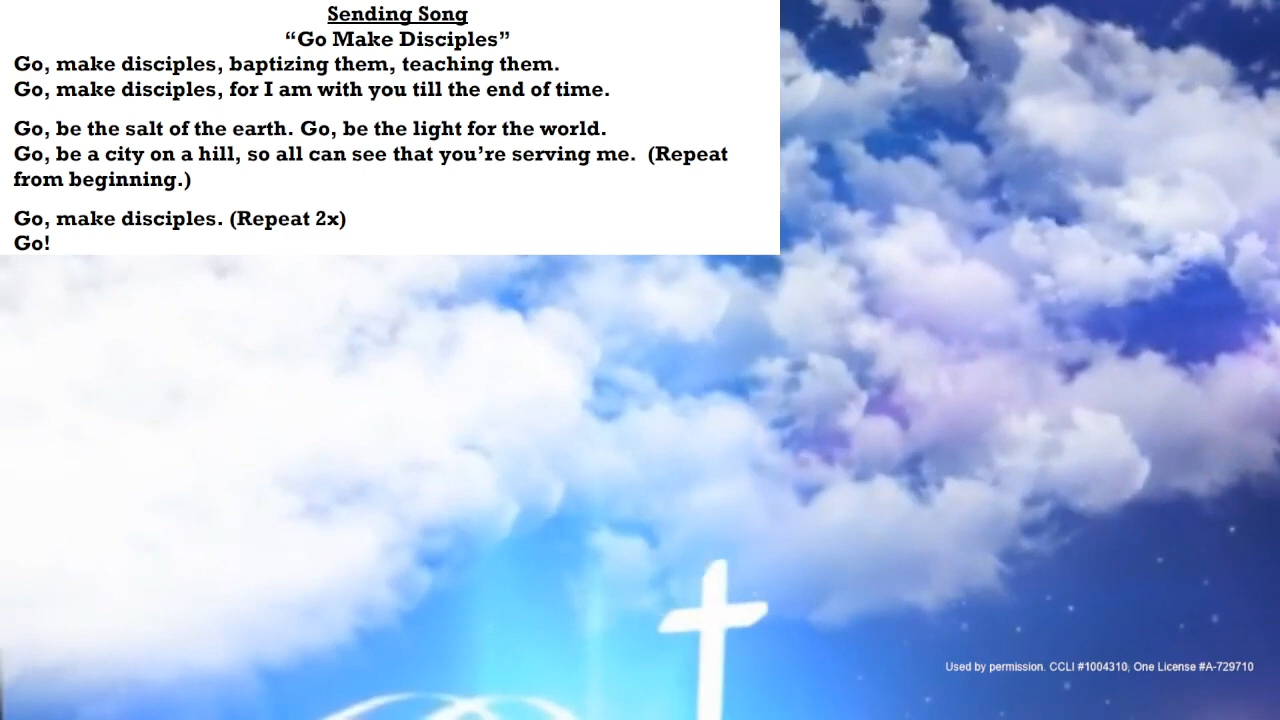 Sending Song
“Go Make Disciples”
Go, make disciples, baptizing them, teaching them.
Go, make disciples, for I am with you till the end of time.
Go, be the salt of the earth. Go, be the light for the world.
Go, be a city on a hill, so all can see that you’re serving me.  (Repeat
from beginning.)
Go, make disciples. (Repeat 2x)
Go!
Used by permission. CCLI #1004310; One License #A-729710